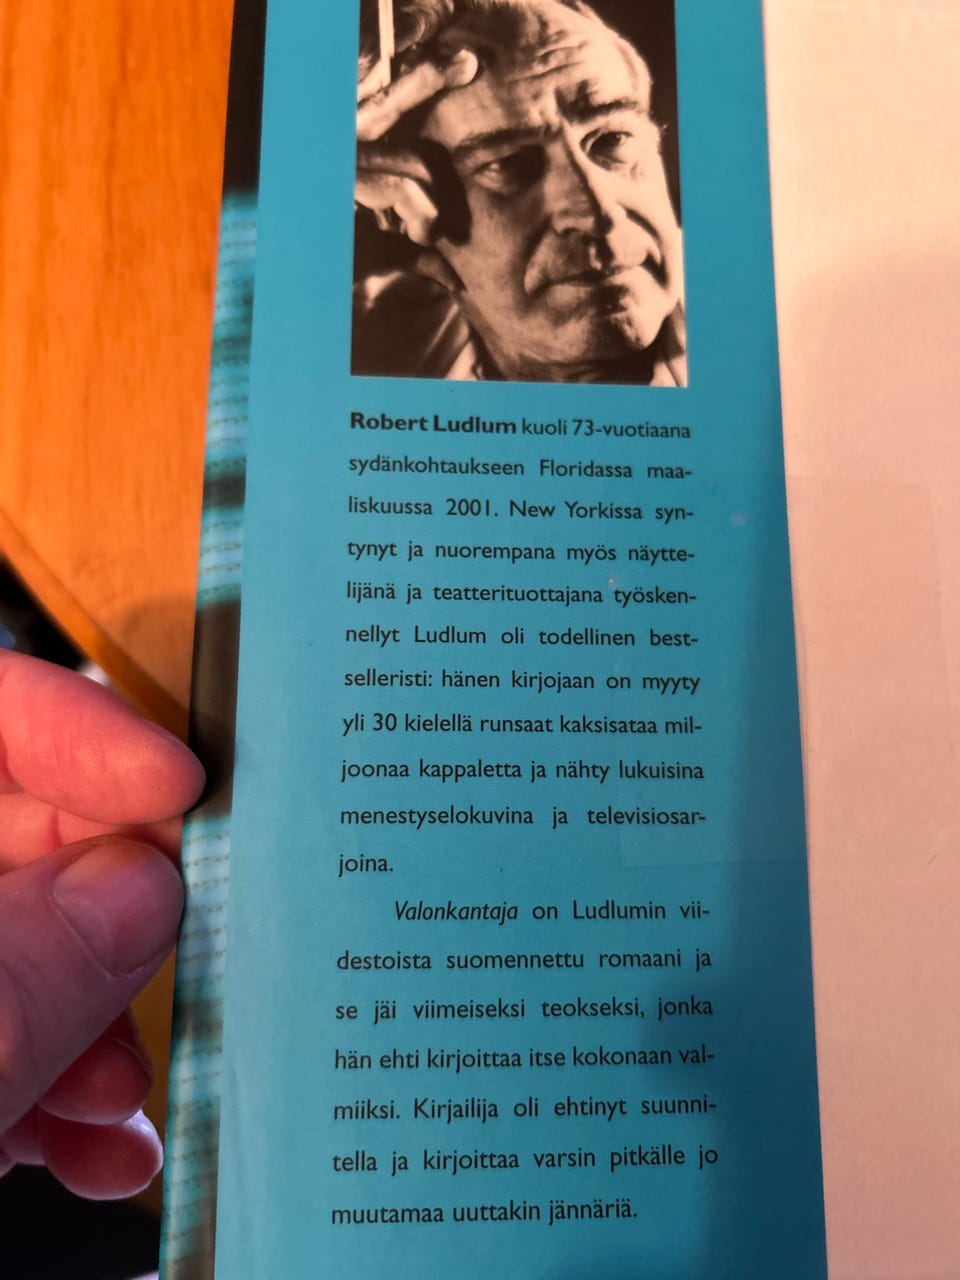 Robert Ludlum kuoli 73-vuotiaana
sydänkohtaukseen Floridassa maa-
liskuussa 2001. New Yorkissa syn-
tynyt ja nuorempana myös näytte-
lijänä ja teatterituottajana työsken-
nellyt Ludlum oli todellinen best-
selleristi: hänen kirjojaan on myyty
yli 30 kielellä runsaat kaksisataa mil-
joonaa kappaletta ja nähty lukuisina
menestyselokuvina ja televisiosar-
joina.
Valonkantaja on Ludlumin vii-
destoista suomennettu romaani ja
se jäi viimeiseksi teokseksi, jonka
hän ehti kirjoittaa itse kokonaan val-
miiksi. Kirjailija oli ehtinyt suunni-
tella ja kirjoittaa varsin pitkälle jo
muutamaa uuttakin jännäriä.